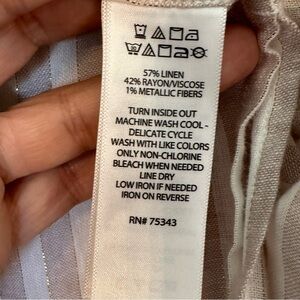 57% LINEN
42% RAYON/VISCOSE
1% METALLIC FIBERS
TURN INSIDE OUT
MACHINE WASH COOL -
DELICATE CYCLE
WASH WITH LIKE COLORS
ONLY NON-CHLORINE
BLEACH WHEN NEEDED
LINE DRY
LOW IRON IF NEEDED
IRON ON REVERSE
RN# 75343